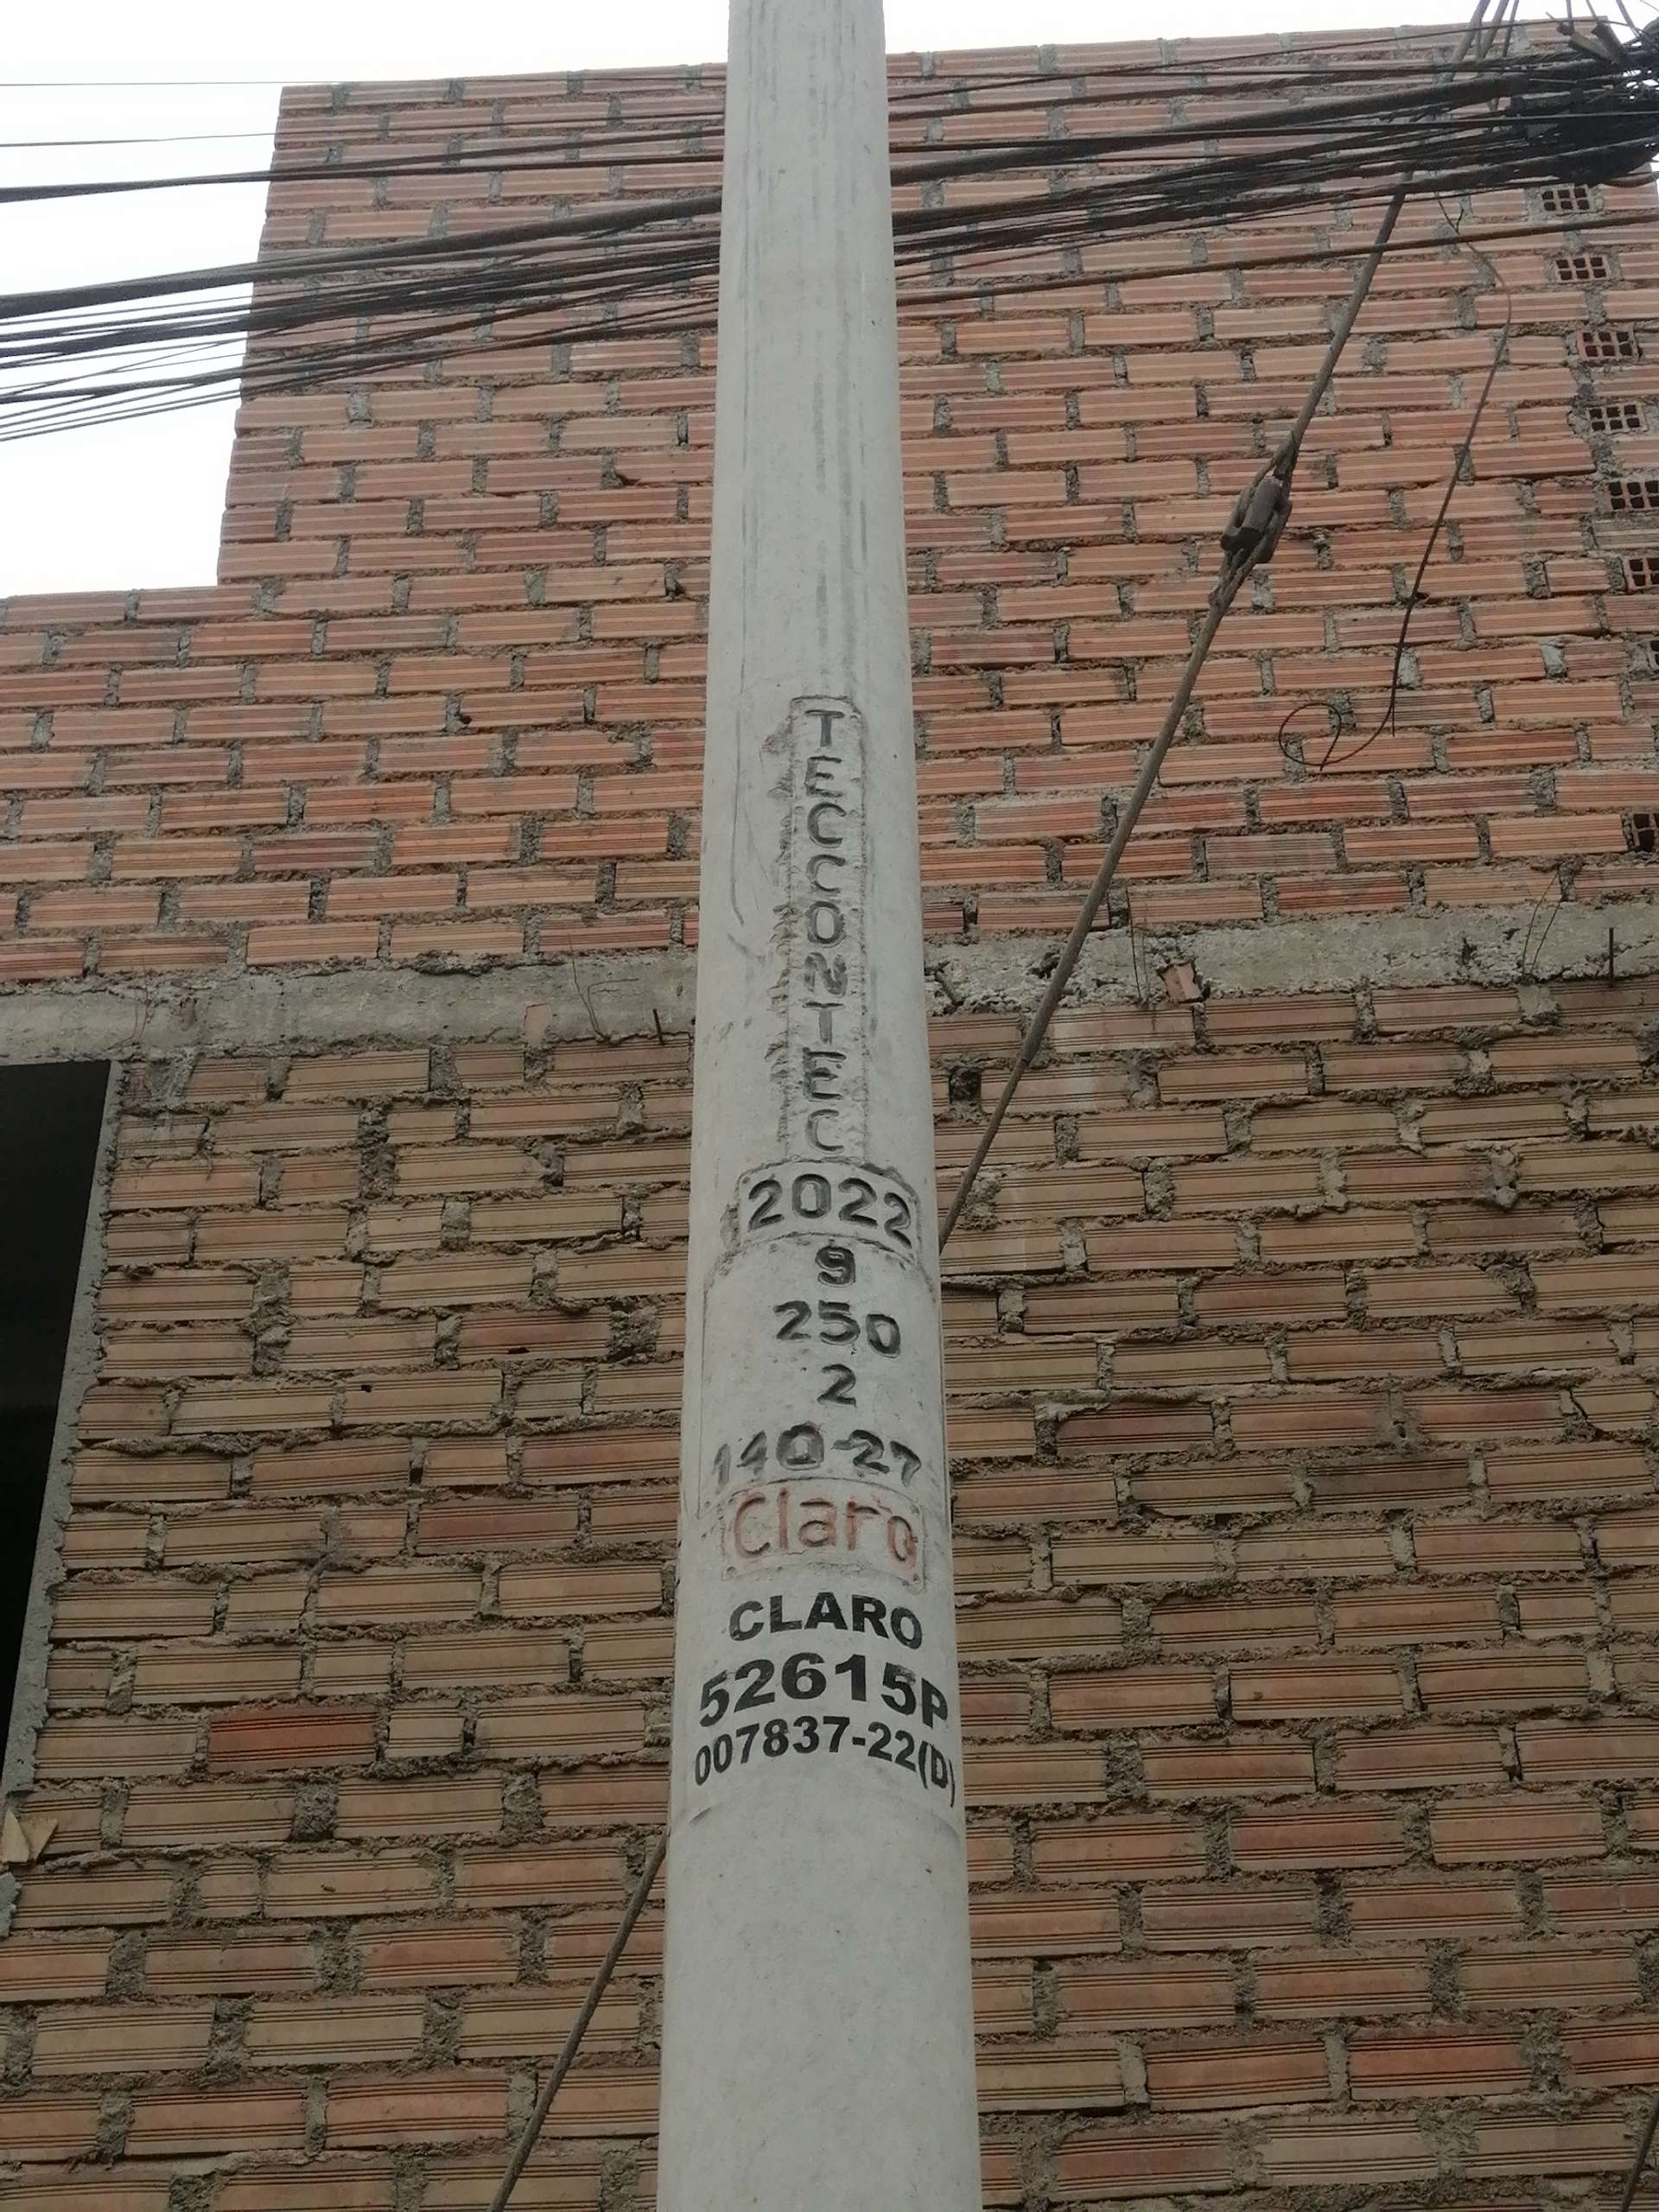 TECCONTEC
2022
9
250
2
140-27
Claro
CLARO
52615P
007837-22(D)